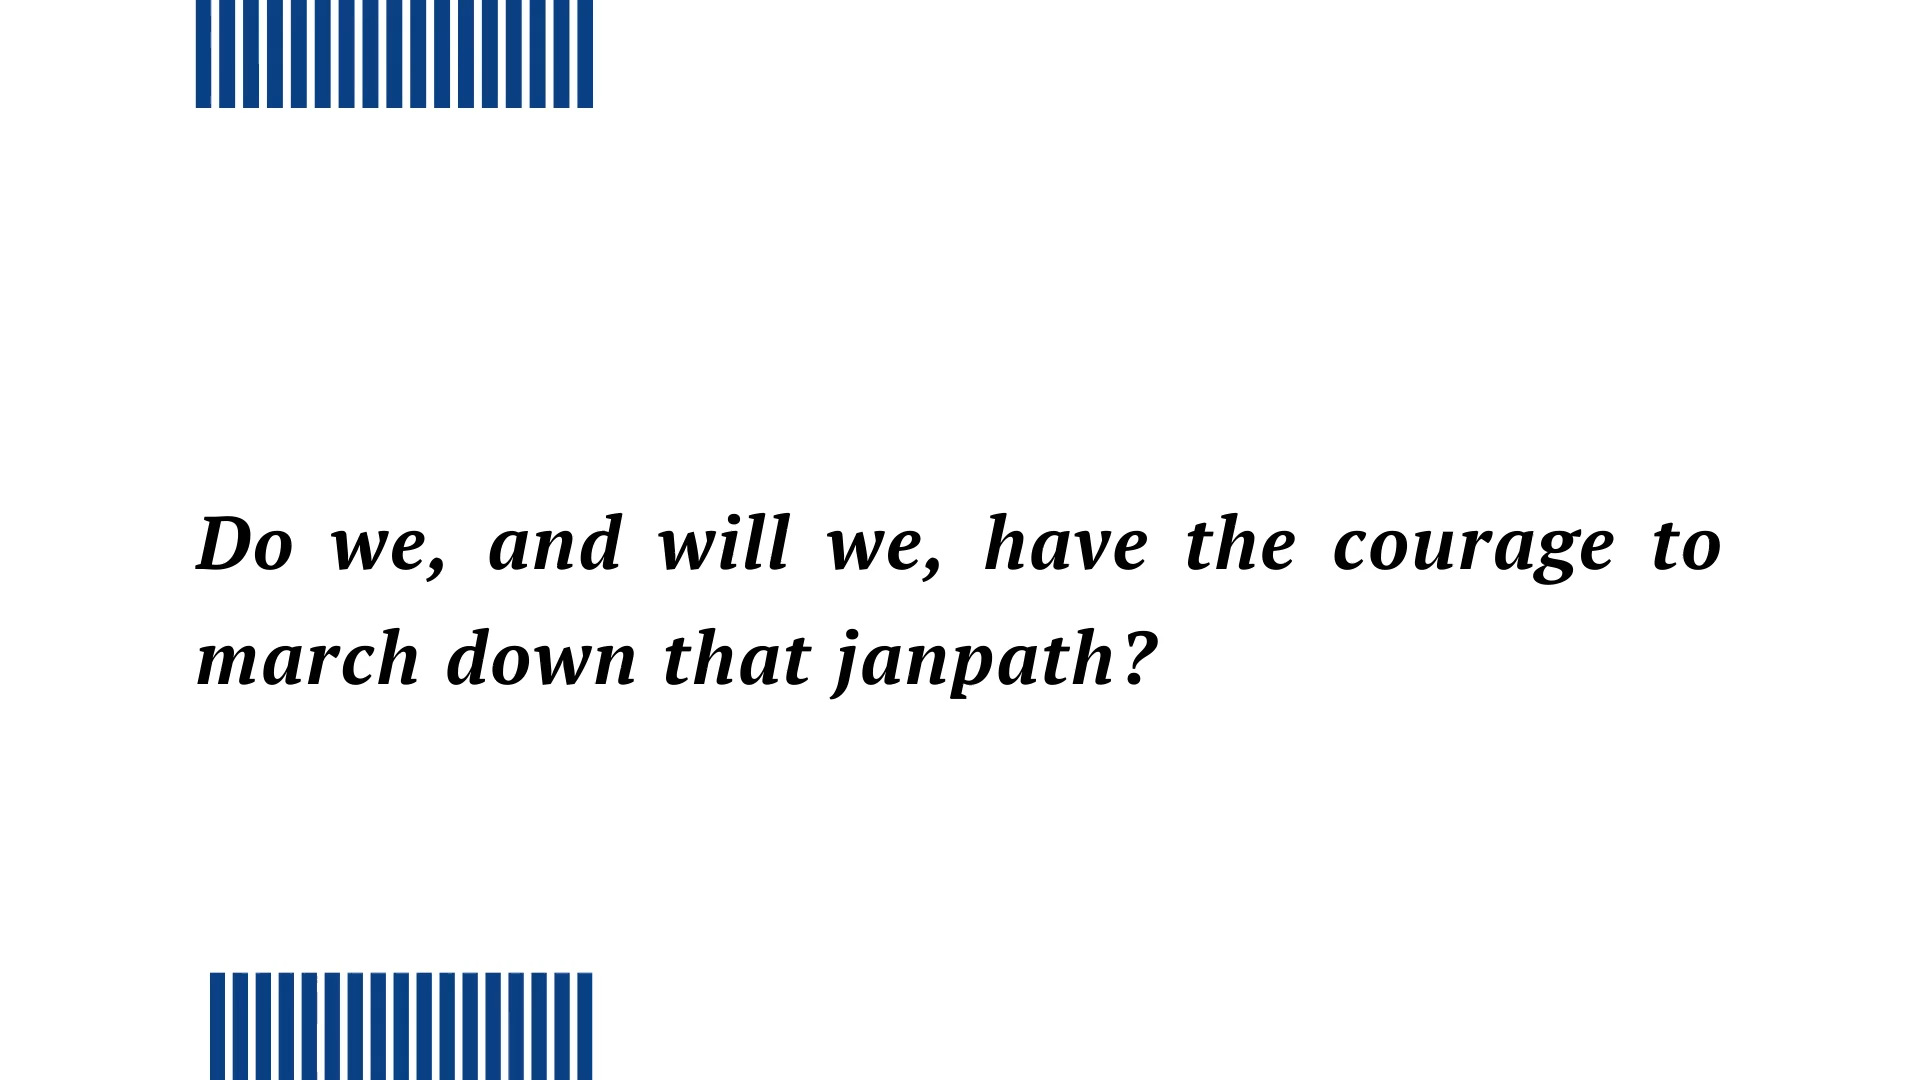 Do we, and will we, have the courage to
march down that janpath?